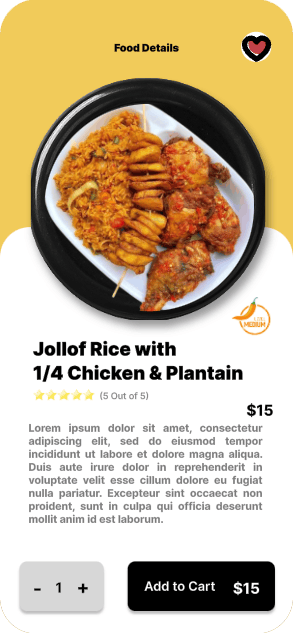 Food Details
MEDIUM
Jollof Rice with
1/4 Chicken & Plantain
(5 Out of 5)
$15
Lorem ipsum dolor sit amet, consectetur
adipiscing elit, sed do eiusmod tempor
incididunt ut labore et dolore magna aliqua.
Duis aute irure dolor in reprehenderit in
voluptate velit esse cillum dolore eu fugiat
nulla pariatur. Excepteur sint occaecat non
proident, sunt in culpa qui officia deserunt
mollit anim id est laborum.
- 1 +
Add to Cart $15